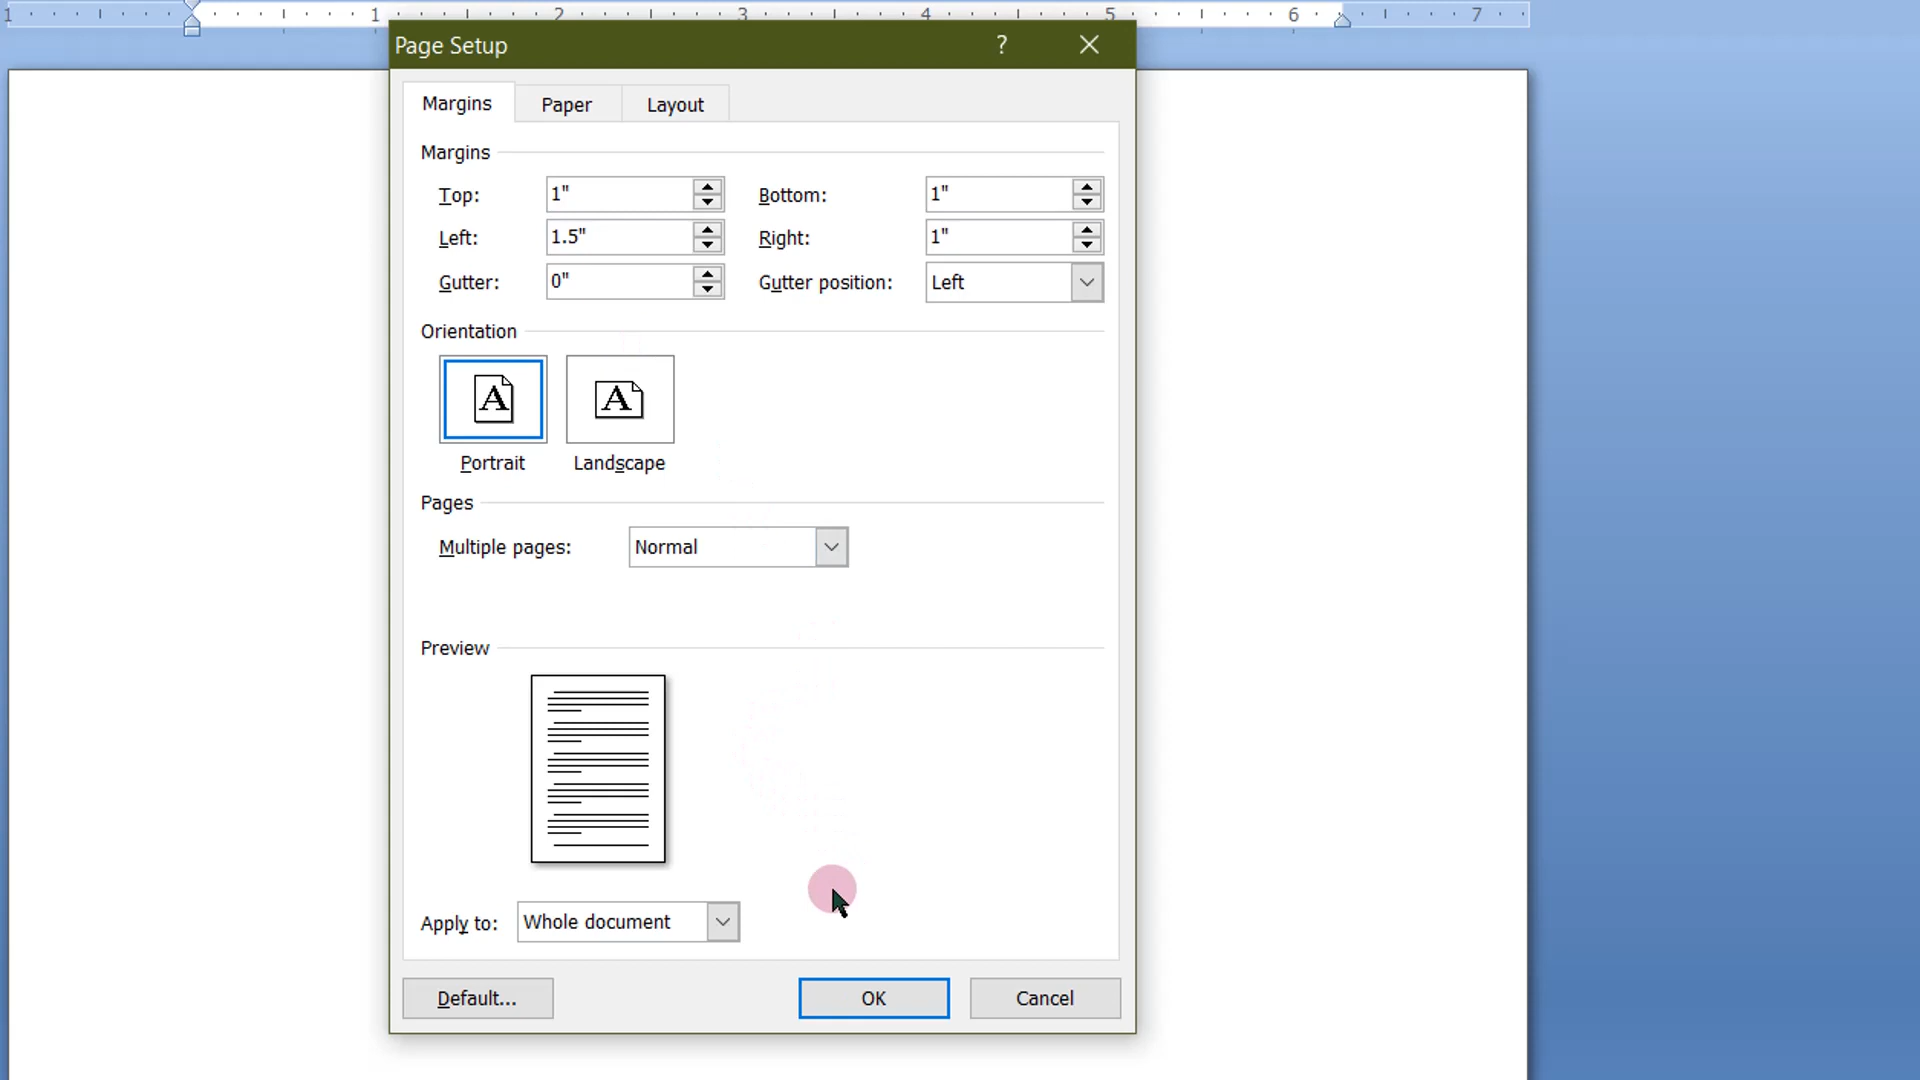 1 1 2 3 4 5 6 7
Page Setup ?
Margins Paper Layout
Margins
Top: 1" Bottom: 1"
Left: 1.5" Right: 1"
Gutter: 0" Gutter position: Left
Orientation
A A
Portrait Landscape
Pages
Multiple pages: Normal
Preview
Apply to: Whole document
Default... OK Cancel